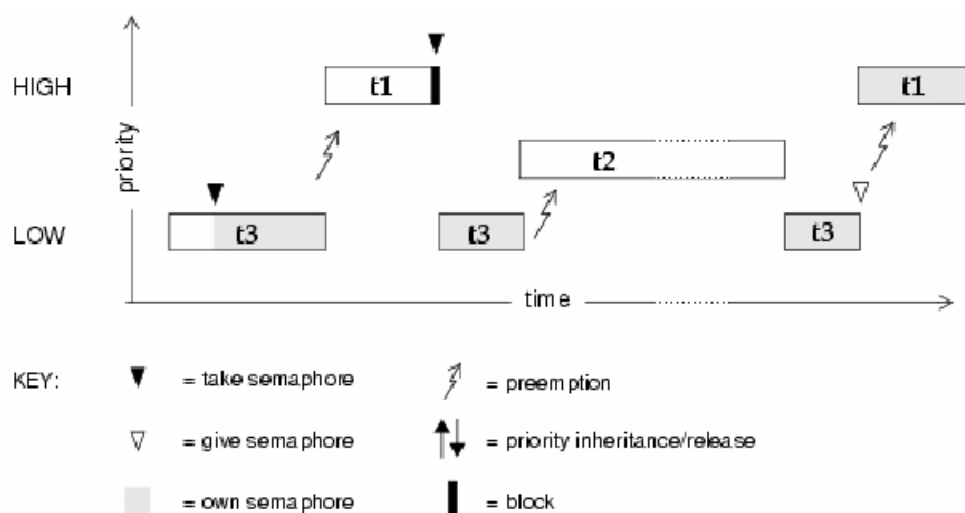 HIGH
t1
t1
priority
t2
LOW
t3
t3
t3
time
KEY:
= take semaphore
= preemption
= give semaphore
= priority inheritance/release
= own semaphore
= block